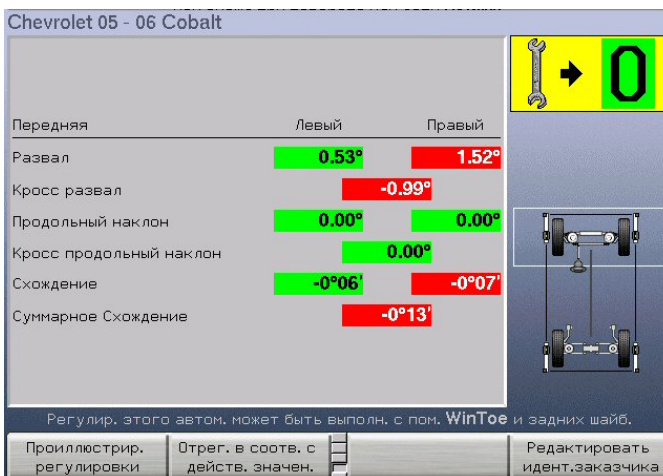 Chevrolet 05 - 06 Cobalt
0
Передняя Левый Правый
Развал 0.53° 1.52°
Кросс развал -0.99°
Продольный наклон 0.00° 0.00°
Кросс продольный наклон 0.00°
Схождение -0°06' -0°07'
Суммарное Схождение -0°13'
Регулир. этого автом. может быть выполн. с пом. WinToe и задних шайб.
Проиллюстрир. регулировки
Отрег. в соотв. с действ. значен.
Редактировать идент.заказчика